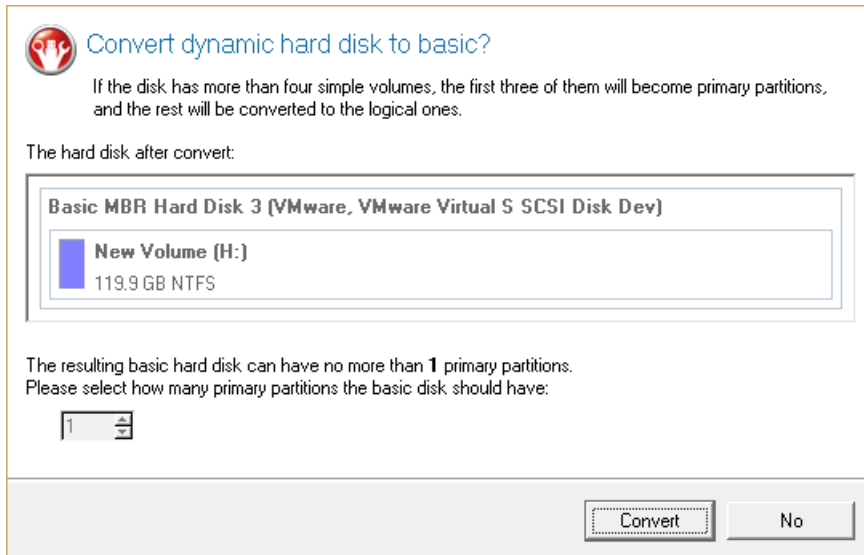 Convert dynamic hard disk to basic?
If the disk has more than four simple volumes, the first three of them will become primary partitions,
and the rest will be converted to the logical ones.
The hard disk after convert:
Basic MBR Hard Disk 3 (VMware, VMware Virtual S SCSI Disk Dev)
New Volume (H:)
119.9 GB NTFS
The resulting basic hard disk can have no more than 1 primary partitions.
Please select how many primary partitions the basic disk should have:
1
Convert
No